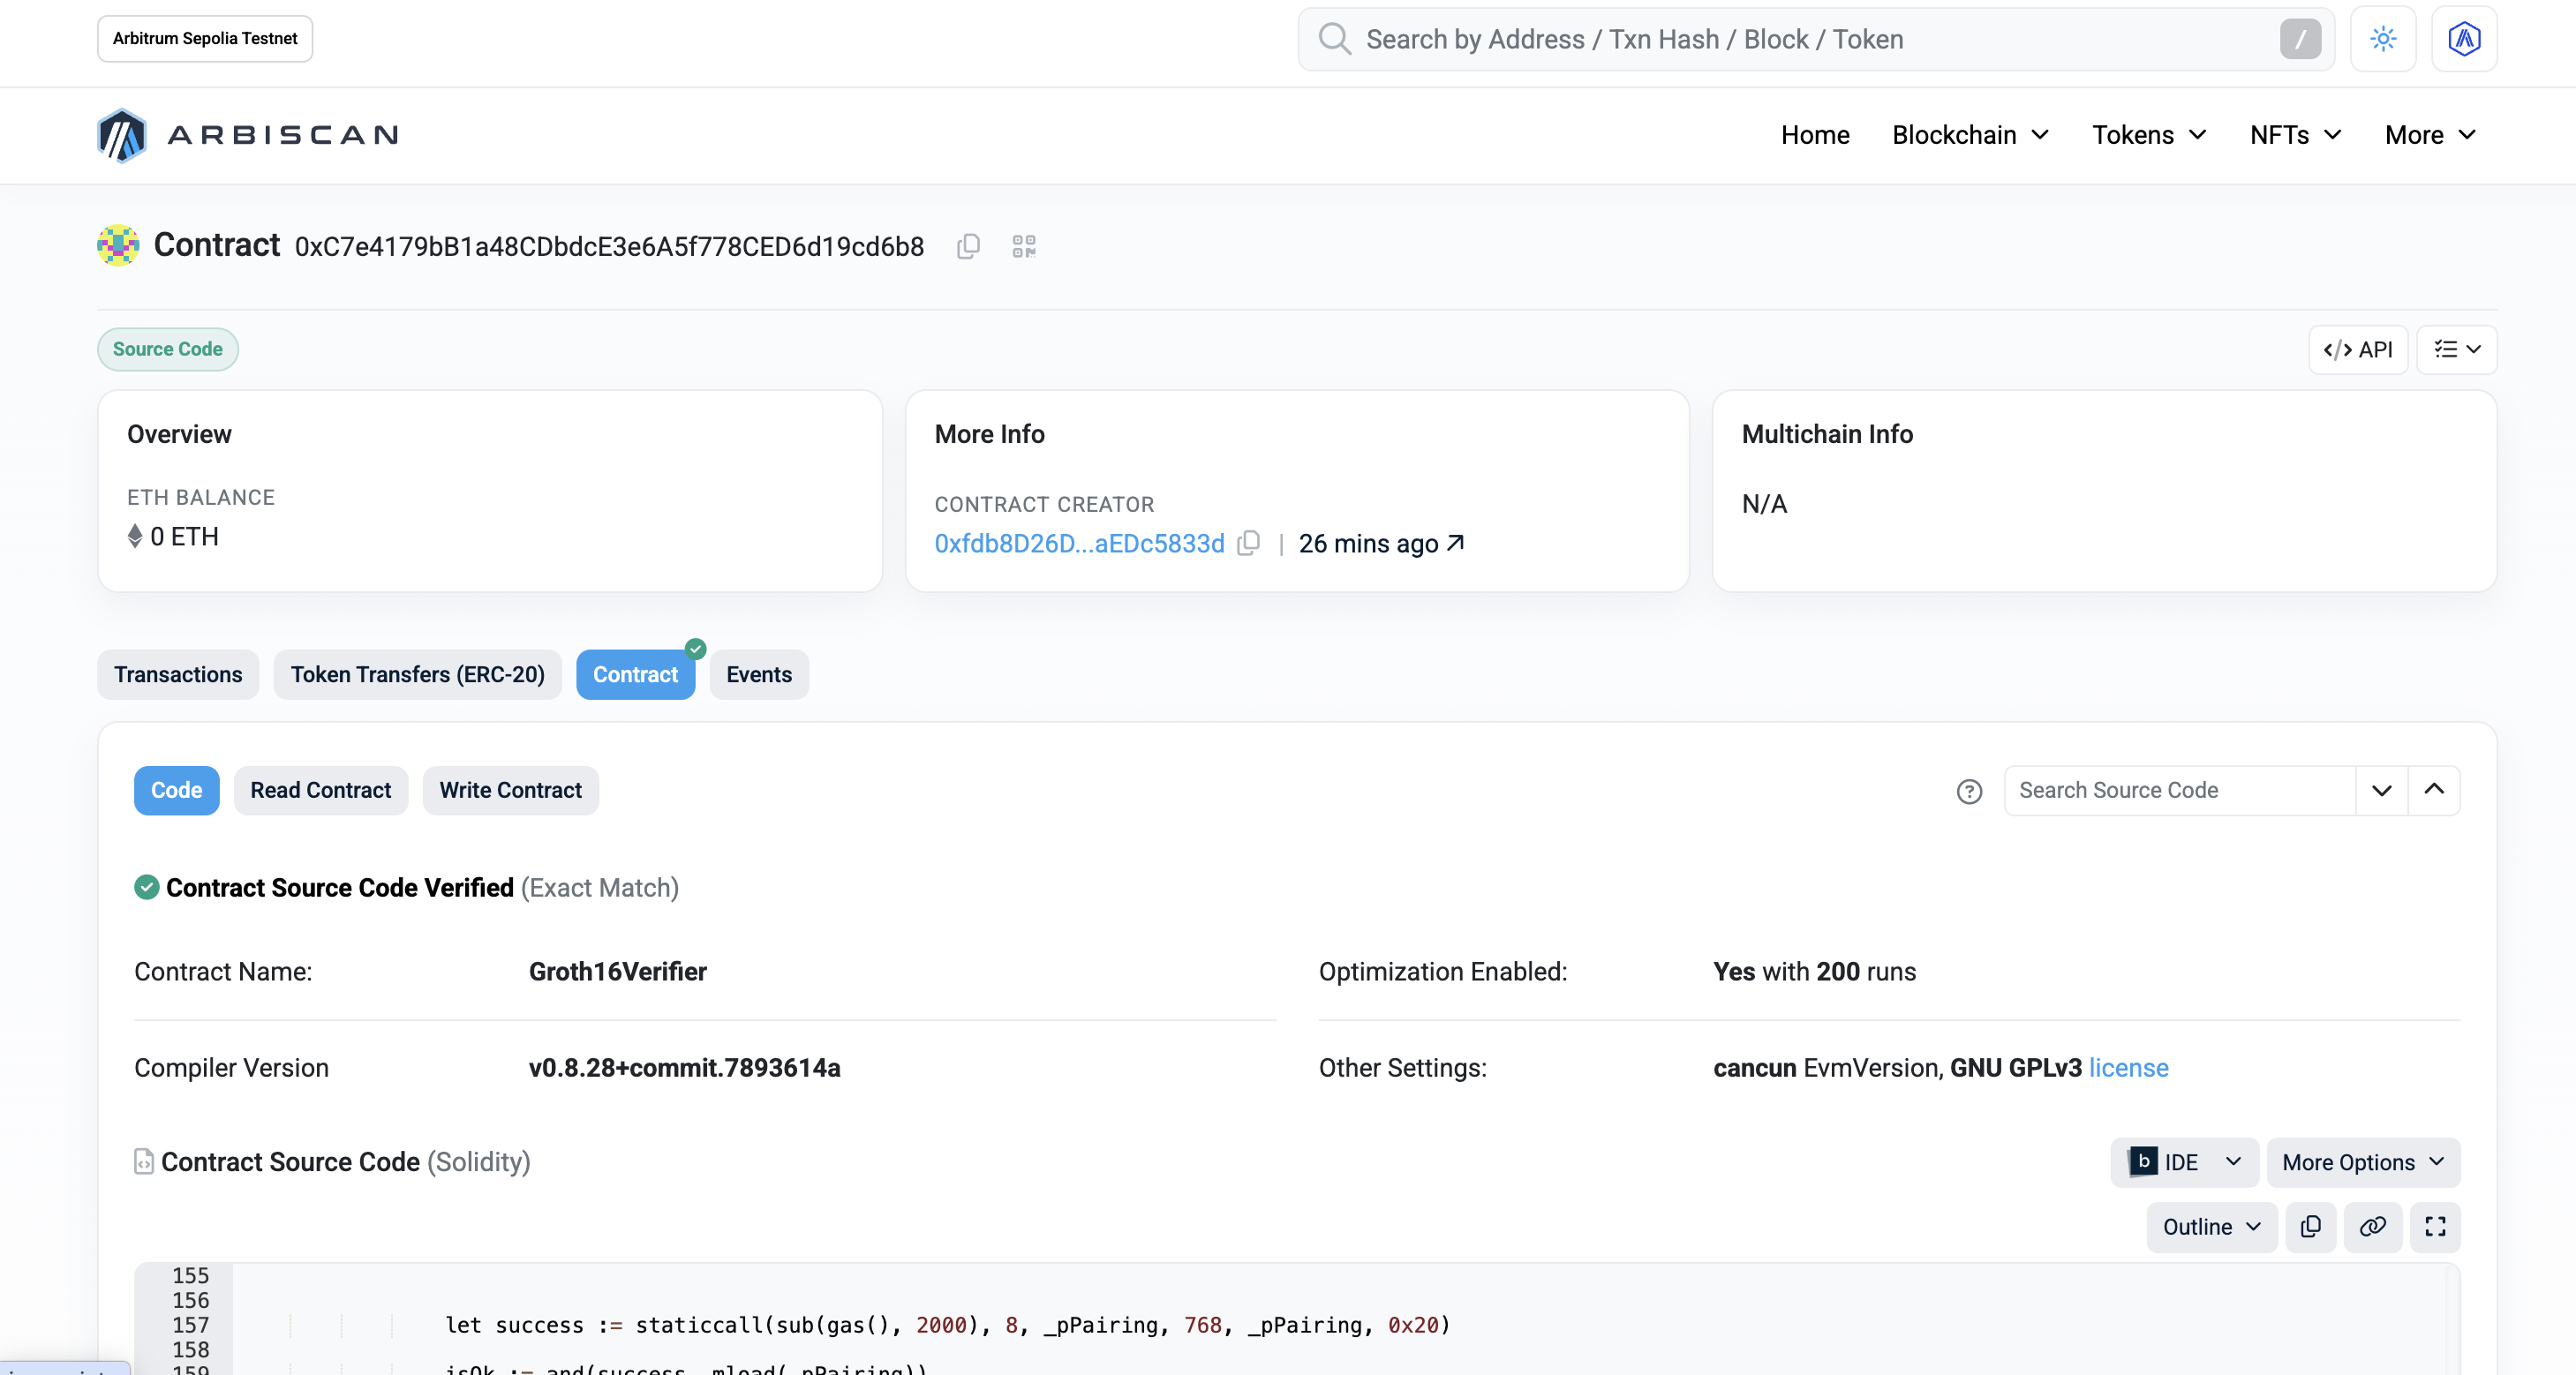 Arbitrum Sepolia Testnet
Search by Address / Txn Hash / Block / Token
/
ARBISCAN
Home
Blockchain
Tokens
NFTs
More
Contract 0xC7e4179bB1a48CDbdcE3e6A5f778CED6d19cd6b8
Source Code
</> API
Overview
ETH BALANCE
0 ETH
More Info
CONTRACT CREATOR
0xfdb8D26D...aEDc5833d | 26 mins ago
Multichain Info
N/A
Transactions
Token Transfers (ERC-20)
Contract
Events
Code
Read Contract
Write Contract
?
Search Source Code
Contract Source Code Verified (Exact Match)
Contract Name: Groth16Verifier
Optimization Enabled: Yes with 200 runs
Compiler Version v0.8.28+commit.7893614a
Other Settings: cancun EvmVersion, GNU GPLv3 license
Contract Source Code (Solidity)
b IDE
More Options
Outline
155
156
157 let success := staticcall(sub(gas(), 2000), 8, _pPairing, 768, _pPairing, 0x20)
158
159 isOk := and(success, mload(_pPairing))